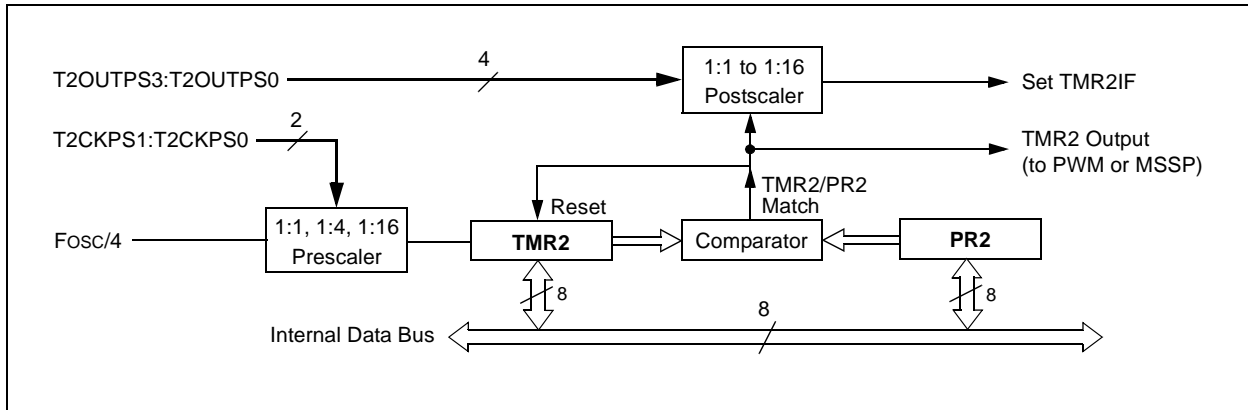 T2OUTPS3:T2OUTPS0
4
1:1 to 1:16
Postscaler
Set TMR2IF
T2CKPS1:T2CKPS0
2
TMR2 Output
(to PWM or MSSP)
TMR2/PR2
Match
Reset
FOSC/4
1:1, 1:4, 1:16
Prescaler
TMR2
Comparator
PR2
8
8
8
Internal Data Bus